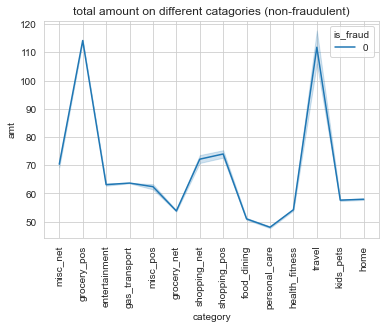 total amount on different catagories (non-fraudulent)
is_fraud
0
120
110
100
90
80
70
60
50
amt
misc_net
grocery_pos
entertainment
gas_transport
misc_pos
grocery_net
shopping_net
shopping_pos
food_dining
personal_care
health_fitness
travel
kids_pets
home
category